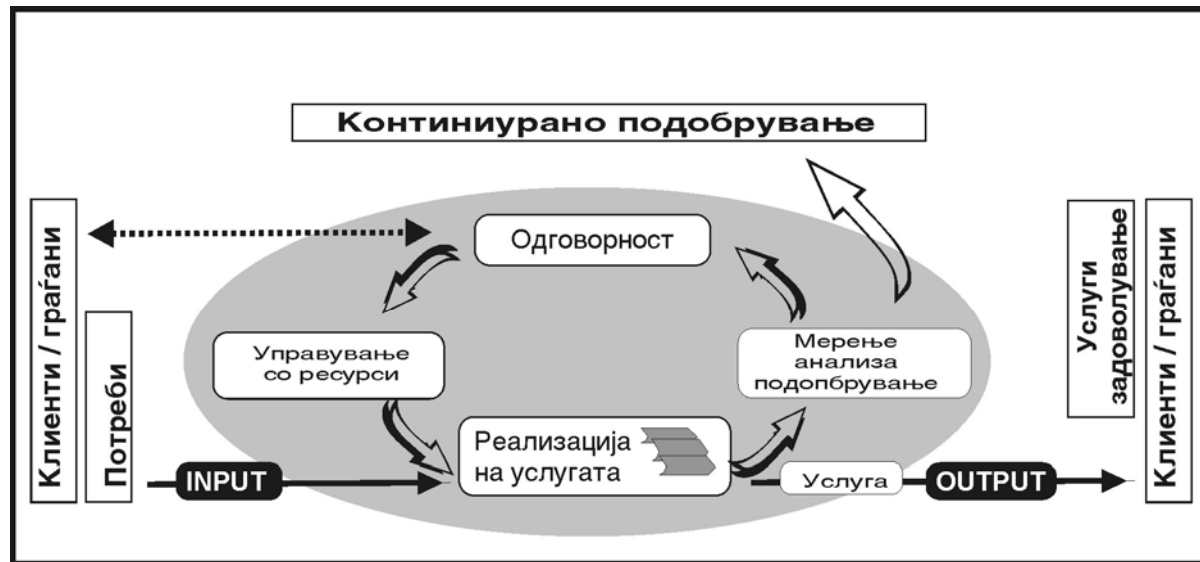 Континиурано подобрување
Клиенти / граѓани
Потреби
Одговорност
Управување
со ресурси
Мерење
анализа
подопбрување
Реализација
на услугата
INPUT
Услуга
OUTPUT
Услуги
задоволување
Клиенти / граѓани